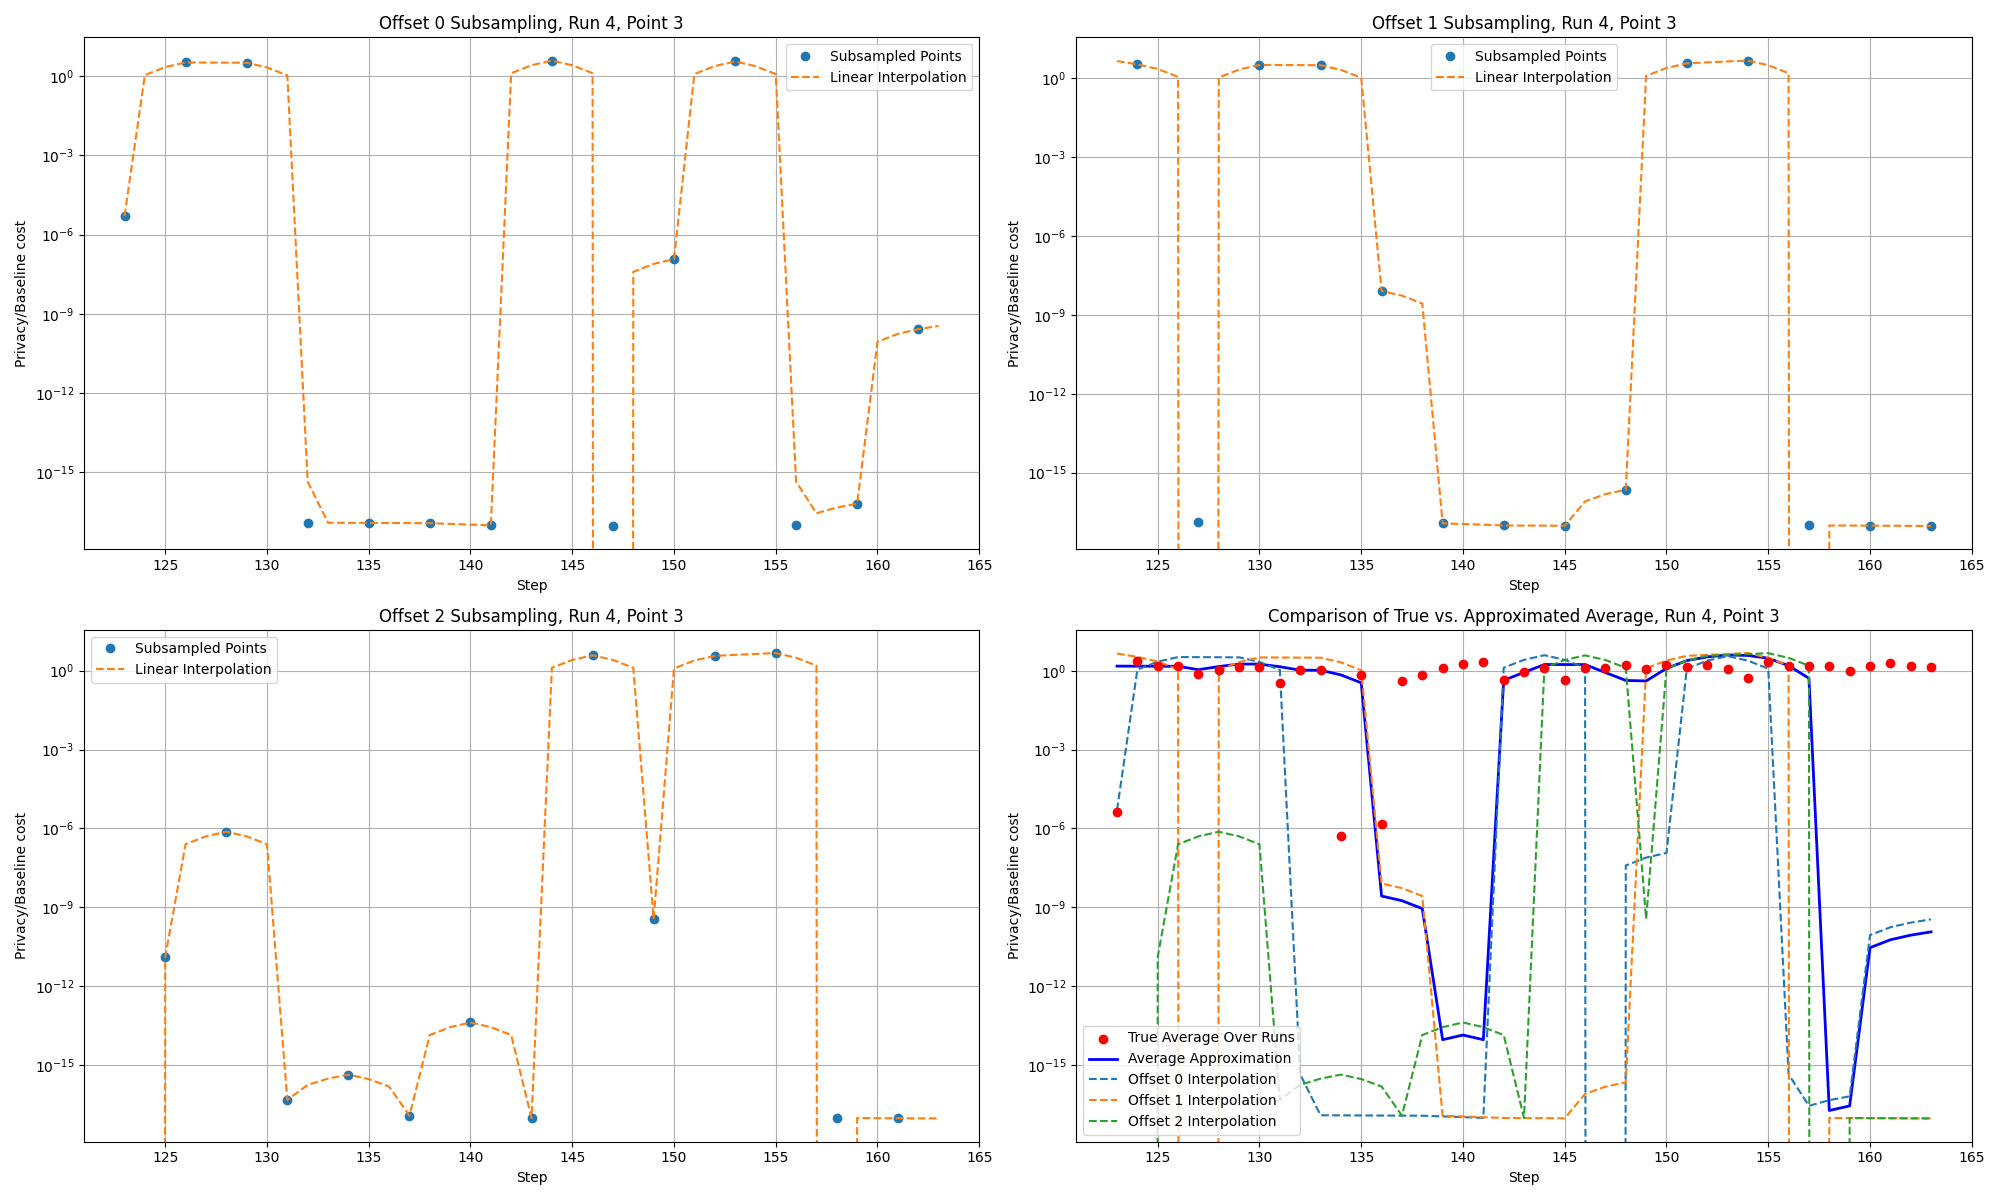 Offset 0 Subsampling, Run 4, Point 3
Subsampled Points
Linear Interpolation
Privacy/Baseline cost
10^0
10^-3
10^-6
10^-9
10^-12
10^-15
125 130 135 140 145 150 155 160 165
Step
Offset 1 Subsampling, Run 4, Point 3
Subsampled Points
Linear Interpolation
Privacy/Baseline cost
10^0
10^-3
10^-6
10^-9
10^-12
10^-15
125 130 135 140 145 150 155 160 165
Step
Offset 2 Subsampling, Run 4, Point 3
Subsampled Points
Linear Interpolation
Privacy/Baseline cost
10^0
10^-3
10^-6
10^-9
10^-12
10^-15
125 130 135 140 145 150 155 160 165
Step
Comparison of True vs. Approximated Average, Run 4, Point 3
Privacy/Baseline cost
10^0
10^-3
10^-6
10^-9
10^-12
10^-15
True Average Over Runs
Average Approximation
Offset 0 Interpolation
Offset 1 Interpolation
Offset 2 Interpolation
125 130 135 140 145 150 155 160 165
Step